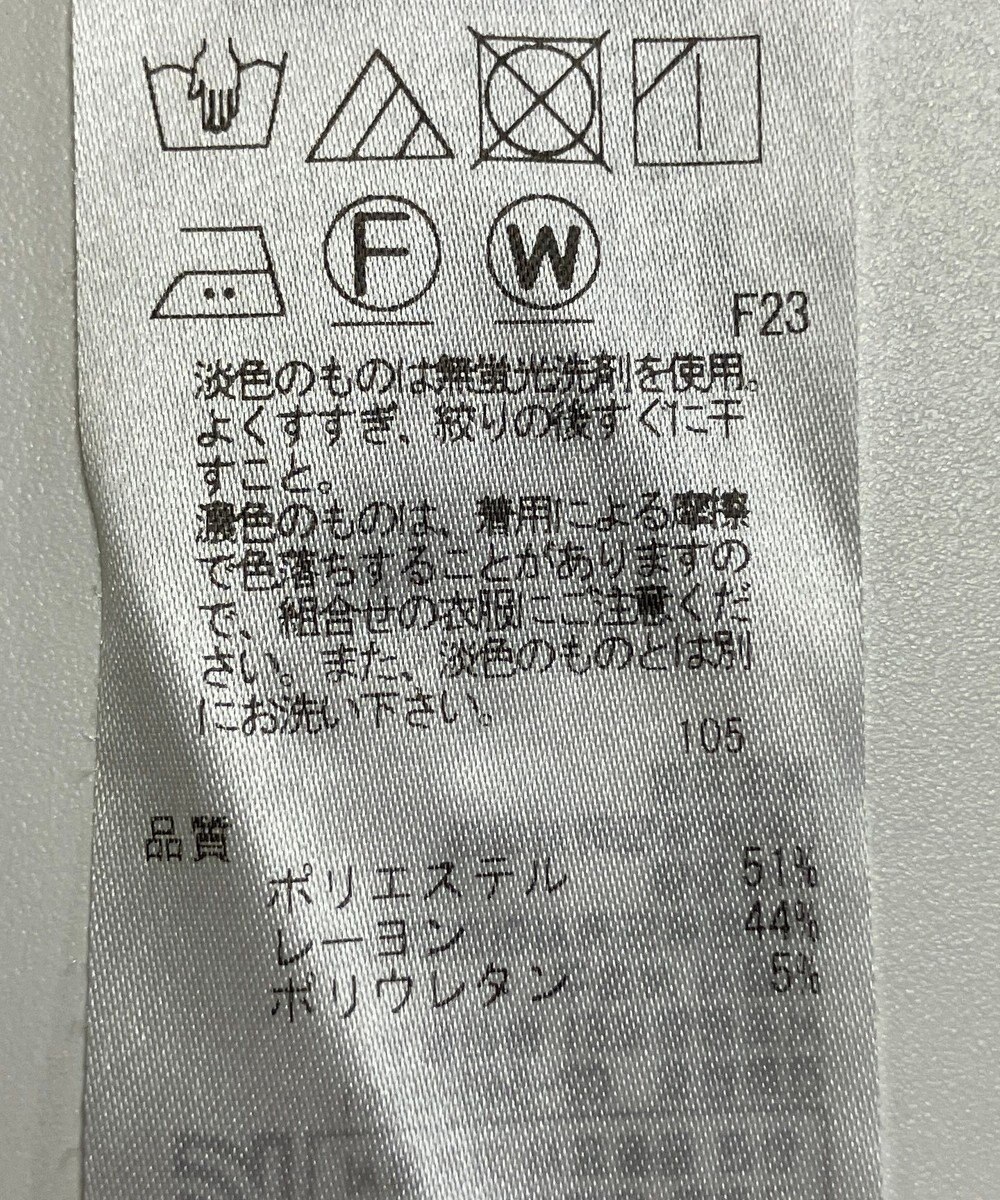 F
W
F23
淡色のものは無蛍光洗剤を使用。
よくすすぎ、絞りの後すぐに干
すこと。
濃色のものは、着用による摩擦
で色落ちすることがありますの
で、組合せの衣服にご注意くだ
さい。また、淡色のものとは別
にお洗い下さい。
105
品質
ポリエステル 51%
レーヨン 44%
ポリウレタン 5%